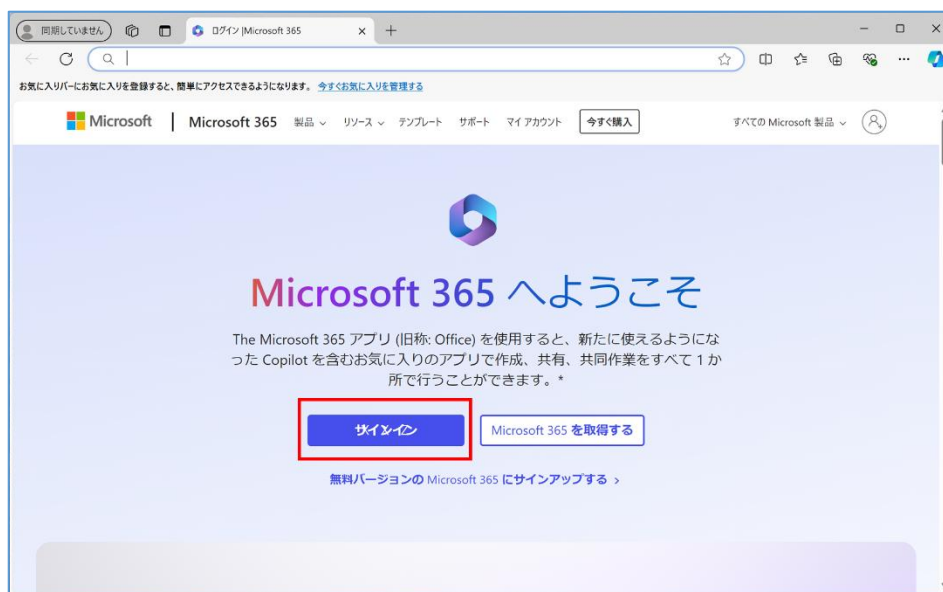 同期していません
ログイン |Microsoft 365
お気に入りバーにお気に入りを登録すると、簡単にアクセスできるようになります。 今すぐお気に入りを管理する
Microsoft | Microsoft 365 製品 リソース テンプレート サポート マイ アカウント 今すぐ購入 すべての Microsoft 製品
Microsoft 365 へようこそ
The Microsoft 365 アプリ (旧称: Office) を使用すると、新たに使えるようにな
った Copilot を含むお気に入りのアプリで作成、共有、共同作業をすべて 1 か
所で行うことができます。*
サインイン
Microsoft 365 を取得する
無料バージョンの Microsoft 365 にサインアップする >